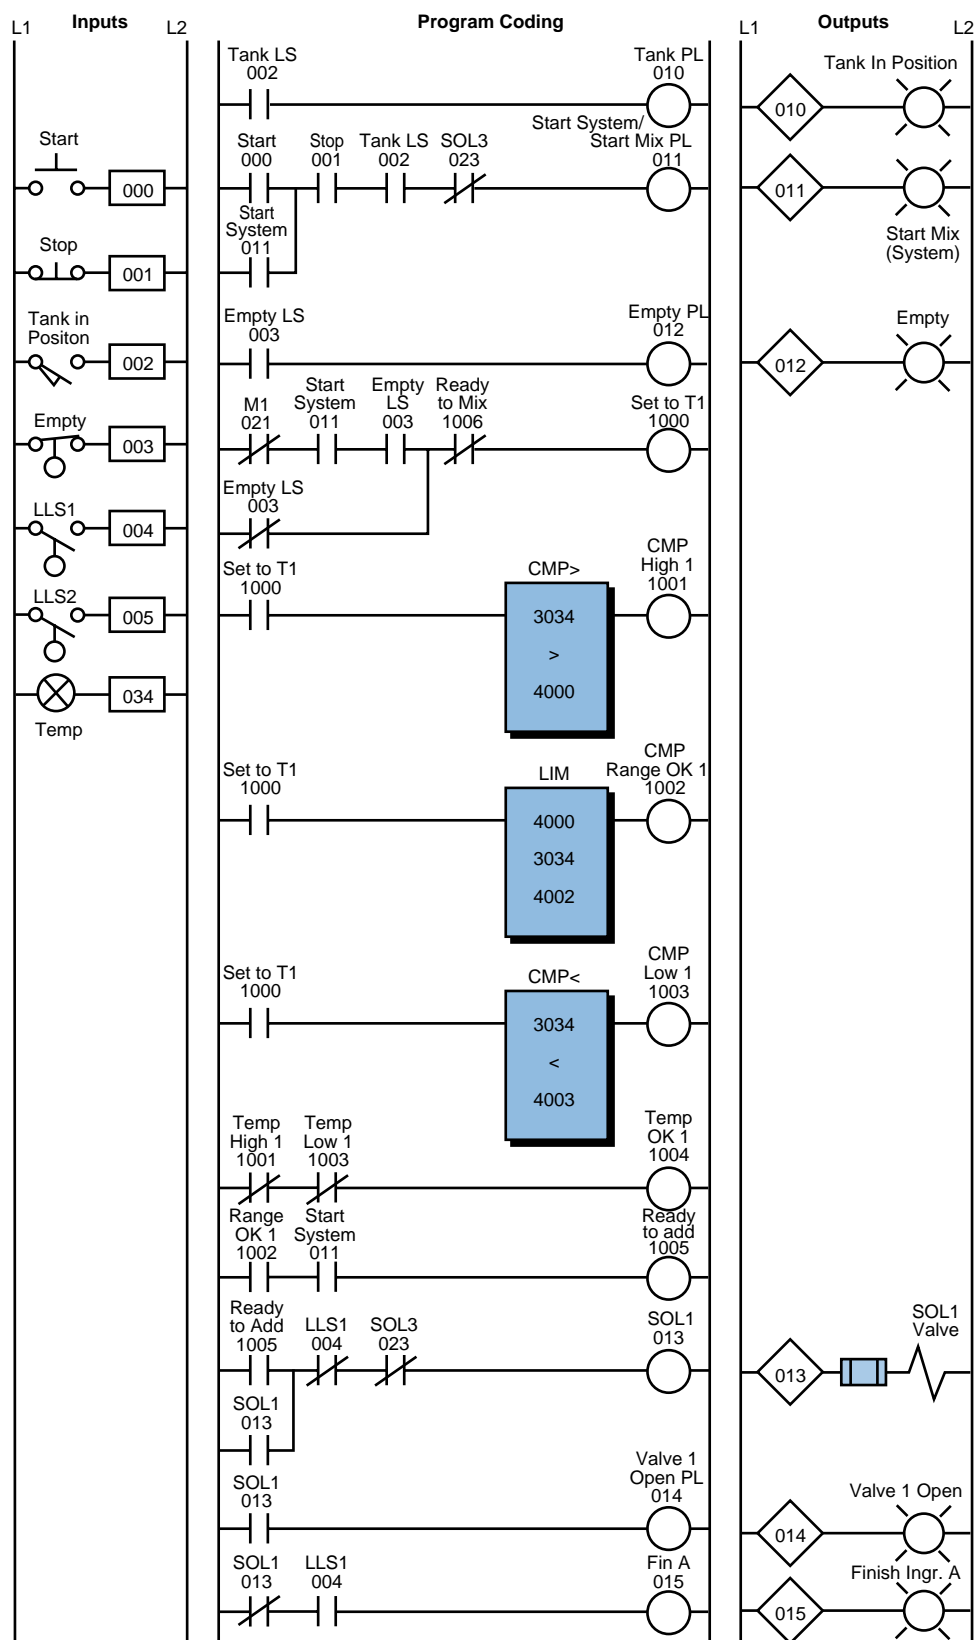 Inputs
Program Coding
Outputs
L1
L2
L1
L2
Start
000
Stop
001
Tank in
Positon
002
Empty
003
LLS1
004
LLS2
005
034
Temp
Tank LS
002
Tank PL
010
Start
000
Stop
001
Tank LS
002
SOL3
023
Start System/
Start Mix PL
011
Start
System
011
Empty LS
003
Empty PL
012
M1
021
Start
System
011
Empty
LS
003
Ready
to Mix
1006
Set to T1
1000
Empty LS
003
Set to T1
1000
CMP>
3034
>
4000
CMP
High 1
1001
Set to T1
1000
LIM
4000
3034
4002
CMP
Range OK 1
1002
Set to T1
1000
CMP<
3034
<
4003
CMP
Low 1
1003
Temp
High 1
1001
Temp
Low 1
1003
Temp
OK 1
1004
Range
OK 1
1002
Start
System
011
Ready
to add
1005
Ready
to Add
1005
LLS1
004
SOL3
023
SOL1
013
SOL1
013
SOL1
013
Valve 1
Open PL
014
SOL1
013
LLS1
004
Fin A
015
Tank In Position
010
011
Start Mix
(System)
Empty
012
SOL1
Valve
013
Valve 1 Open
014
Finish Ingr. A
015